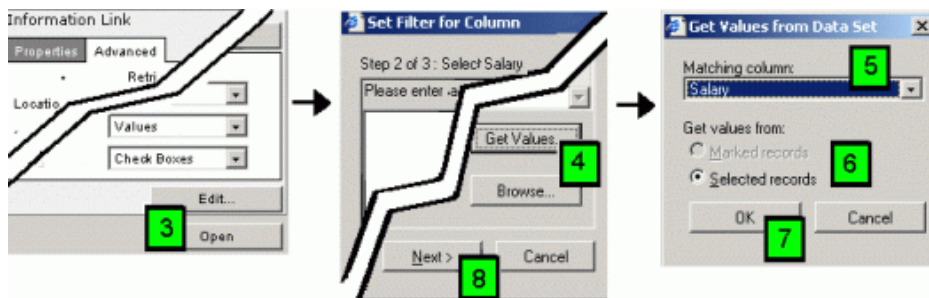 Information Link
Properties Advanced
Retri
Locatio
Values
Check Boxes
Edit...
3
Open
Set Filter for Column
Step 2 of 3 : Select Salary
Please enter a
Get Values...
4
Browse...
Next > Cancel
8
Get Values from Data Set
Matching column:
5
Salary
Get values from:
Marked records
6
Selected records
OK Cancel
7